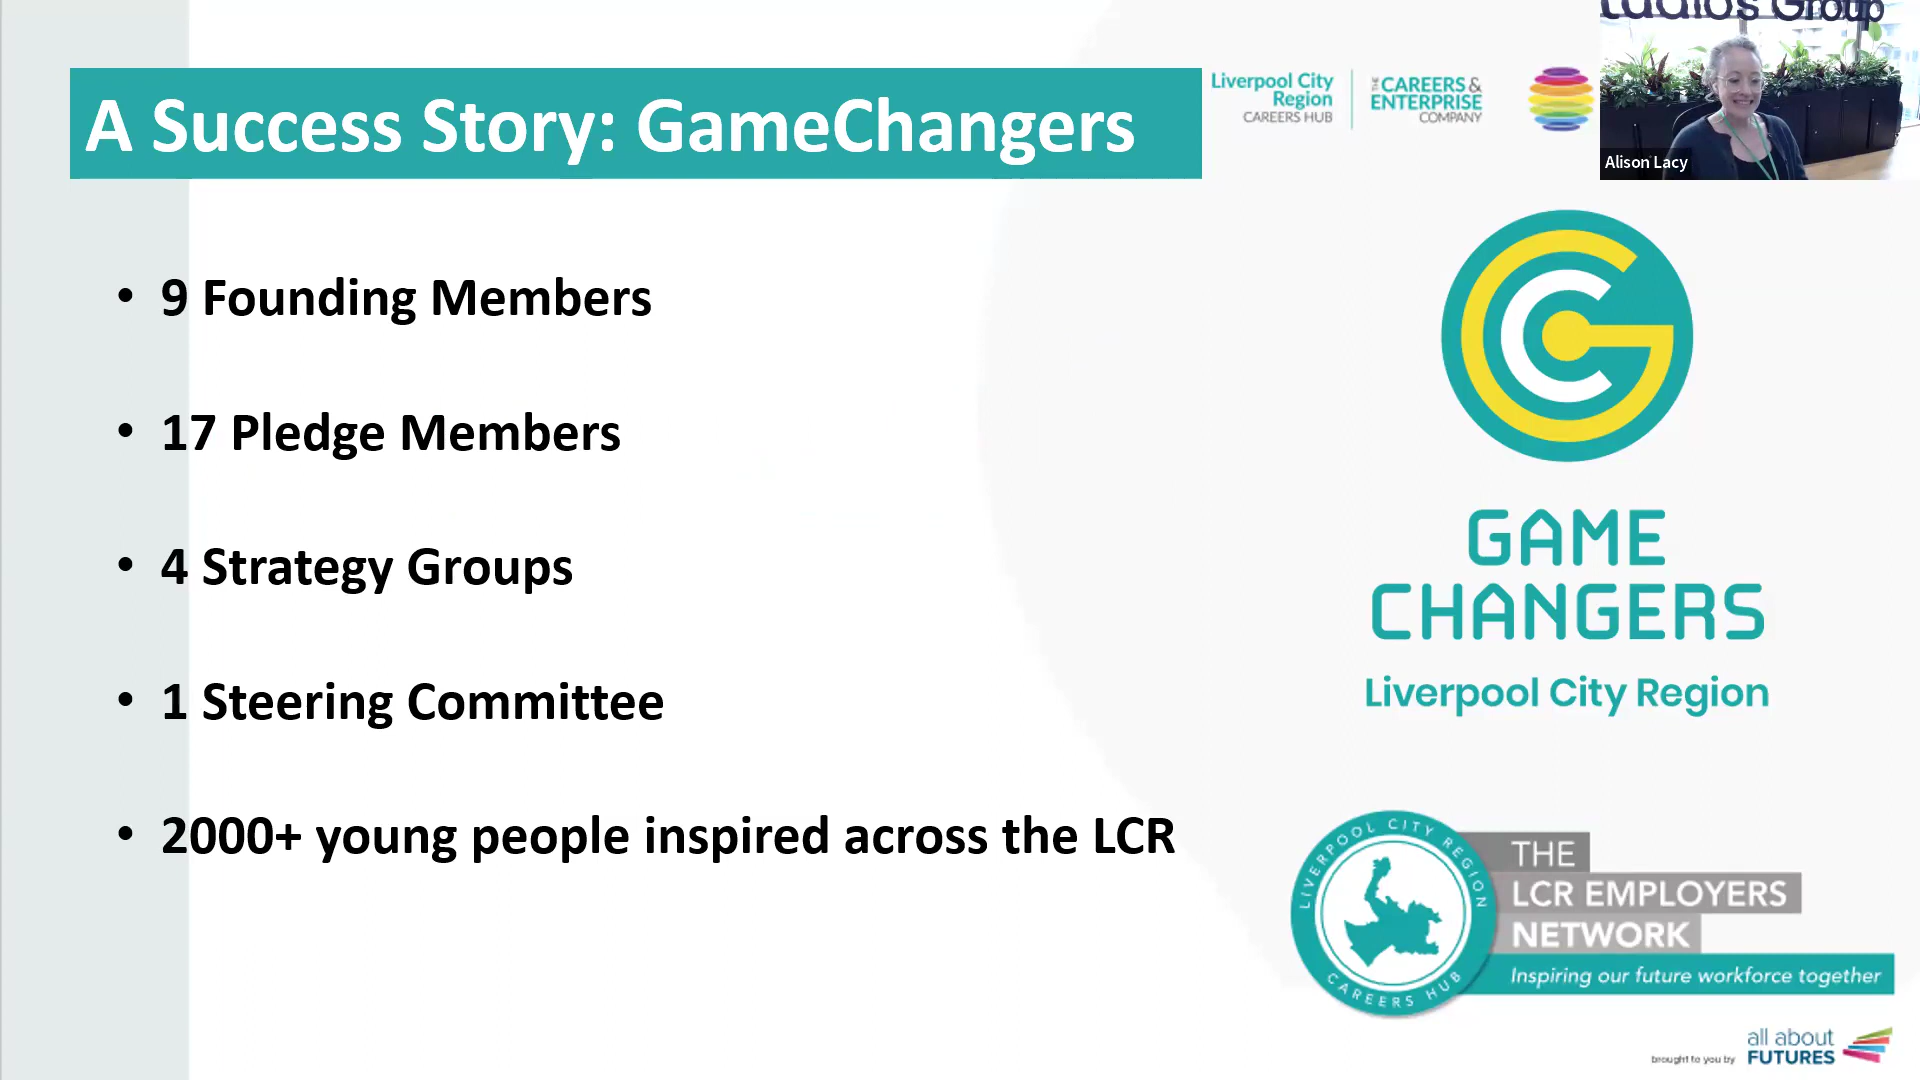 A Success Story: GameChangers
Liverpool City
Region
CAREERS HUB
THE
CAREERS &
ENTERPRISE
COMPANY
Group
Alison Lacy
• 9 Founding Members
• 17 Pledge Members
• 4 Strategy Groups
• 1 Steering Committee
• 2000+ young people inspired across the LCR
GAME
CHANGERS
Liverpool City Region
LIVERPOOL CITY REGION
CAREERS HUB
THE
LCR EMPLOYERS
NETWORK
Inspiring our future workforce together
brought to you by
all about
FUTURES